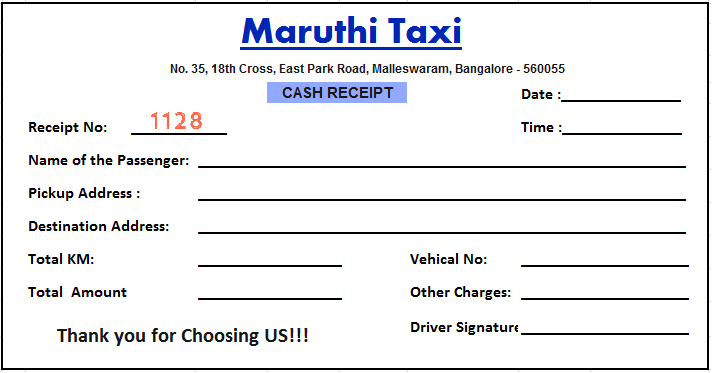 Maruthi Taxi
No. 35, 18th Cross, East Park Road, Malleswaram, Bangalore - 560055
CASH RECEIPT
Date :
Receipt No: 1128
Time :
Name of the Passenger:
Pickup Address :
Destination Address:
Total KM: Vehical No:
Total Amount Other Charges:
Thank you for Choosing US!!! Driver Signature